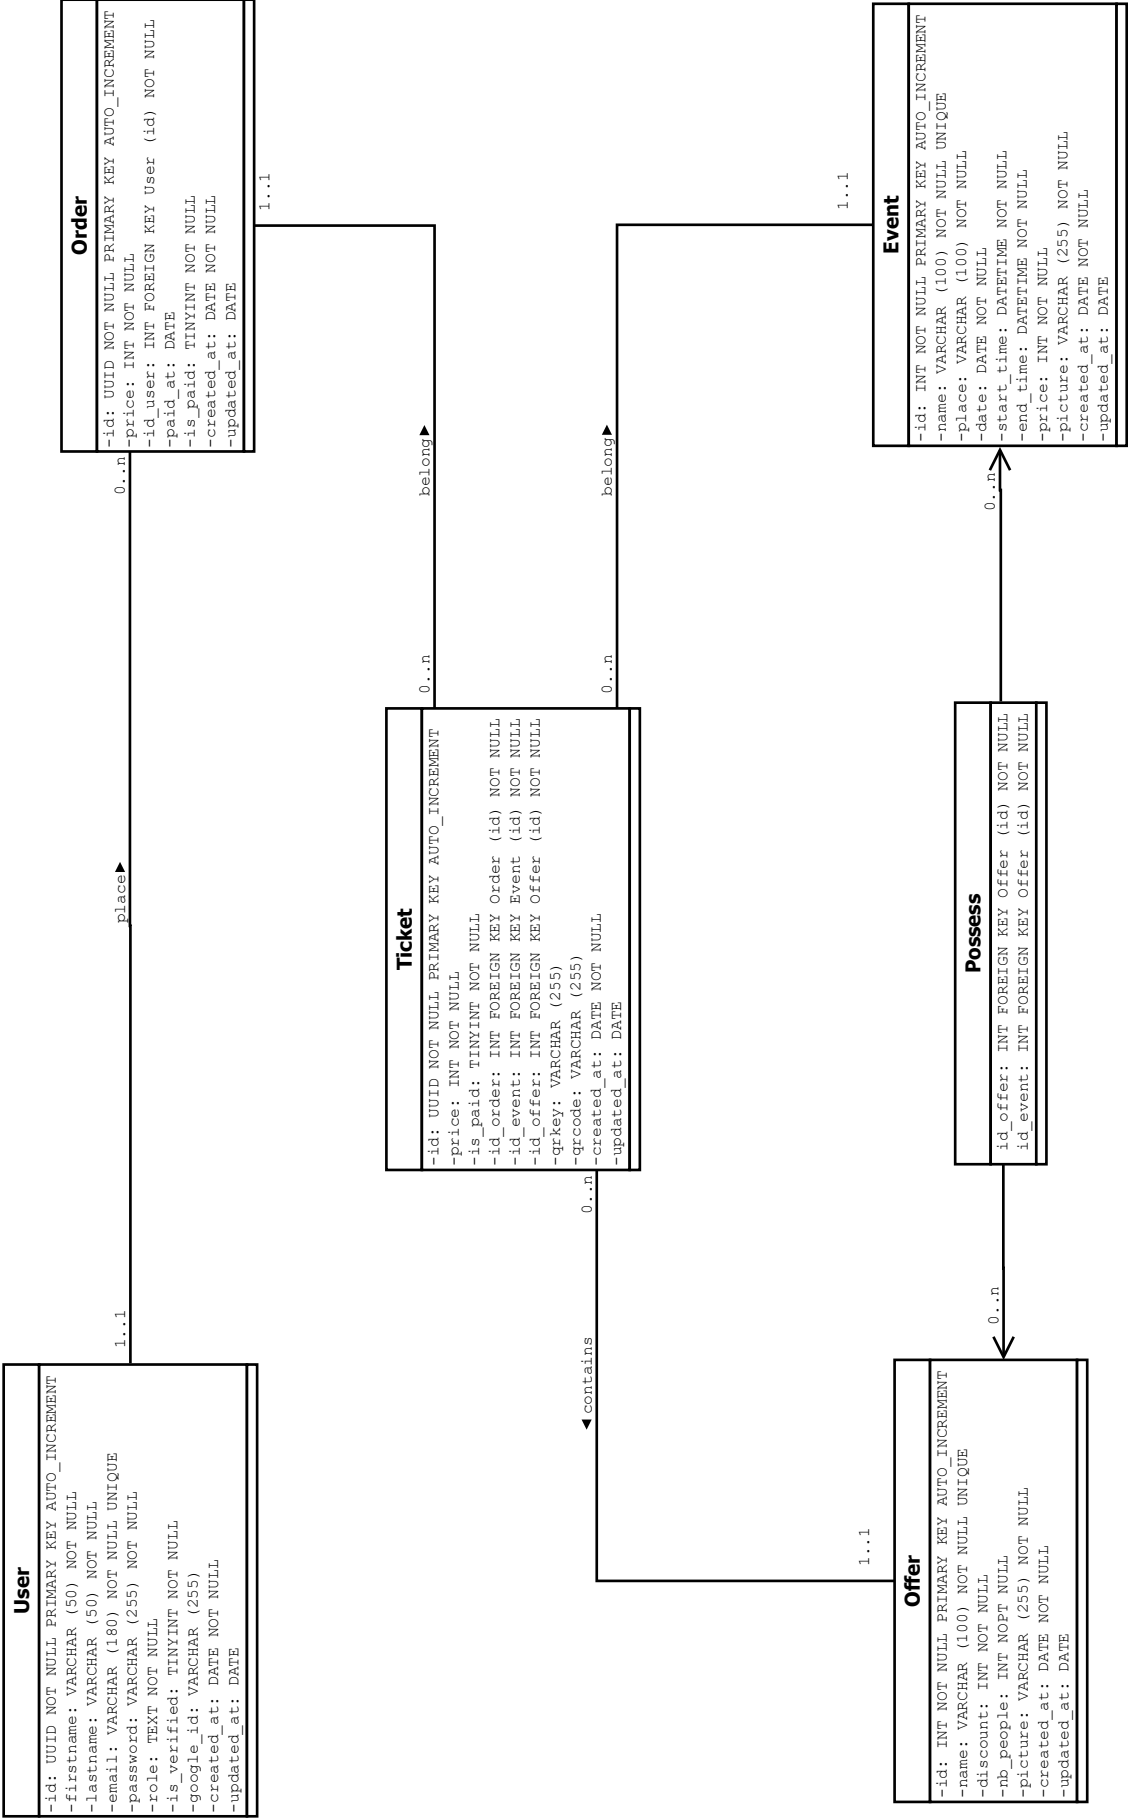 User
-id: UUID NOT NULL PRIMARY KEY AUTO_INCREMENT
-firstname: VARCHAR (50) NOT NULL
-lastname: VARCHAR (50) NOT NULL
-email: VARCHAR (180) NOT NULL UNIQUE
-password: VARCHAR (255) NOT NULL
-role: TEXT NOT NULL
-is_verified: TINYINT NOT NULL
-google_id: VARCHAR (255)
-created_at: DATE NOT NULL
-updated_at: DATE
1..1
place▶
0..n
Order
-id: UUID NOT NULL PRIMARY KEY AUTO_INCREMENT
-price: INT NOT NULL
-id_user: INT FOREIGN KEY User (id) NOT NULL
-paid_at: DATE
-is_paid: TINYINT NOT NULL
-created_at: DATE NOT NULL
-updated_at: DATE
1..1
belong▶
0..n
Ticket
-id: UUID NOT NULL PRIMARY KEY AUTO_INCREMENT
-price: INT NOT NULL
-is_paid: TINYINT NOT NULL
-id_order: INT FOREIGN KEY Order (id) NOT NULL
-id_event: INT FOREIGN KEY Event (id) NOT NULL
-id_offer: INT FOREIGN KEY Offer (id) NOT NULL
-qrkey: VARCHAR (255)
-qrcode: VARCHAR (255)
-created_at: DATE NOT NULL
-updated_at: DATE
0..n
◀contains
1..1
0..n
belong▶
1..1
Offer
-id: INT NOT NULL PRIMARY KEY AUTO_INCREMENT
-name: VARCHAR (100) NOT NULL UNIQUE
-discount: INT NOT NULL
-nb_people: INT NOPT NULL
-picture: VARCHAR (255) NOT NULL
-created_at: DATE NOT NULL
-updated_at: DATE
0..n
Possess
id_offer: INT FOREIGN KEY Offer (id) NOT NULL
id_event: INT FOREIGN KEY Offer (id) NOT NULL
0..n
Event
-id: INT NOT NULL PRIMARY KEY AUTO_INCREMENT
-name: VARCHAR (100) NOT NULL UNIQUE
-place: VARCHAR (100) NOT NULL
-date: DATE NOT NULL
-start_time: DATETIME NOT NULL
-end_time: DATETIME NOT NULL
-price: INT NOT NULL
-picture: VARCHAR (255) NOT NULL
-created_at: DATE NOT NULL
-updated_at: DATE